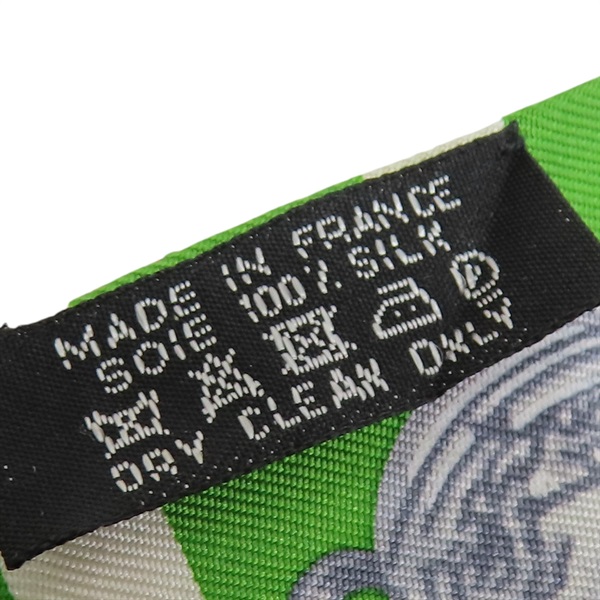 MADE IN FRANCE
SOIE 100% SILK
DRY CLEAN ONLY